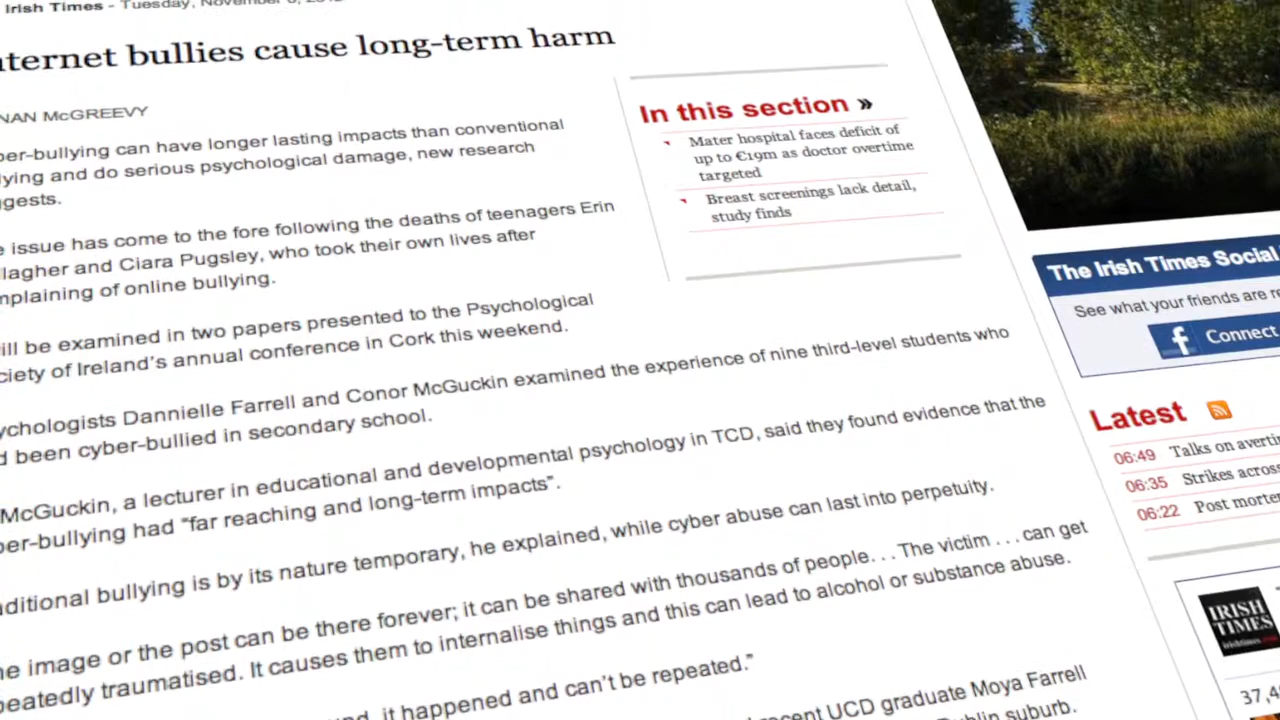 Irish Times - Tuesday, November
nternet bullies cause long-term harm
NAN McGREEVY
ber-bullying can have longer lasting impacts than conventional
lying and do serious psychological damage, new research
ggests.
e issue has come to the fore following the deaths of teenagers Erin
llagher and Ciara Pugsley, who took their own lives after
mplaining of online bullying.
ill be examined in two papers presented to the Psychological
ciety of Ireland's annual conference in Cork this weekend.
ychologists Dannielle Farrell and Conor McGuckin examined the experience of nine third-level students who
d been cyber-bullied in secondary school.
McGuckin, a lecturer in educational and developmental psychology in TCD, said they found evidence that the
ber-bullying had "far reaching and long-term impacts".
aditional bullying is by its nature temporary, he explained, while cyber abuse can last into perpetuity.
he image or the post can be there forever; it can be shared with thousands of people. . . The victim . . . can get
peatedly traumatised. It causes them to internalise things and this can lead to alcohol or substance abuse.
it happened and can't be repeated."
recent UCD graduate Moya Farrell
Dublin suburb.
In this section »
Mater hospital faces deficit of
up to €19m as doctor overtime
targeted
Breast screenings lack detail,
study finds
The Irish Times Social
See what your friends are re
f Connect
Latest
06:49 Talks on averti
06:35 Strikes across
06:22 Post morte
IRISH
TIMES
37,4